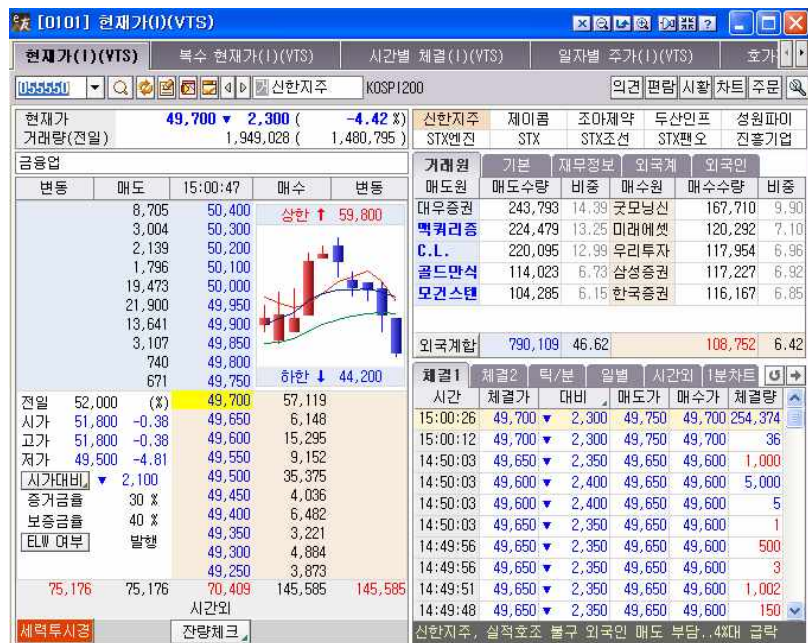 [0101] 현재가(I)(VTS)
현재가(I)(VTS) 복수 현재가(I)(VTS) 시간별 체결(I)(VTS) 일자별 주가(I)(VTS) 호가
055550 신한지주 KOSPI200 의견 편람 시황 차트 주문
현재가 49,700 ▼ 2,300 ( -4.42 %)
거래량(전일) 1,949,028 ( 1,480,795 )
금융업
변동 매도 15:00:47 매수 변동
8,705 50,400 상한 ↑ 59,800
3,004 50,300
2,139 50,200
1,796 50,100
19,473 50,000
21,900 49,950
13,641 49,900
3,107 49,850
740 49,800
671 49,750 하한 ↓ 44,200
전일 52,000 (%) 49,700 57,119
시가 51,800 -0.38 49,650 6,148
고가 51,800 -0.38 49,600 15,295
저가 49,500 -4.81 49,550 9,152
시가대비 ▼ 2,100 49,500 35,375
증거금율 30 % 49,450 4,036
보증금율 40 % 49,400 6,482
ELW 여부 발행 49,350 3,221
49,300 4,884
49,250 3,873
75,176 75,176 70,409 145,585 145,585
시간외
세력투시경 잔량체크
신한지주 제이콤 조아제약 두산인프 성원파이
STX엔진 STX STX조선 STX팬오 진흥기업
거래원 기본 재무정보 외국계 외국인
매도원 매도수량 비중 매수원 매수수량 비중
대우증권 243,793 14.39 굿모닝신 167,710 9.90
맥쿼리증 224,479 13.25 미래에셋 120,292 7.10
C.L. 220,095 12.99 우리투자 117,954 6.96
골드만식 114,023 6.73 삼성증권 117,227 6.92
모건스탠 104,285 6.15 한국증권 116,167 6.85
외국계합 790,109 46.62 108,752 6.42
체결1 체결2 틱/분 일별 시간외 1분차트
시간 체결가 대비 매도가 매수가 체결량
15:00:26 49,700 ▼ 2,300 49,750 49,700 254,374
15:00:12 49,700 ▼ 2,300 49,750 49,700 36
14:50:03 49,650 ▼ 2,350 49,650 49,600 1,000
14:50:03 49,600 ▼ 2,400 49,650 49,600 5,000
14:50:03 49,600 ▼ 2,400 49,650 49,600 5
14:50:03 49,650 ▼ 2,350 49,650 49,600 1
14:49:56 49,650 ▼ 2,350 49,650 49,600 500
14:49:56 49,650 ▼ 2,350 49,650 49,600 3
14:49:51 49,650 ▼ 2,350 49,650 49,600 1,002
14:49:48 49,650 ▼ 2,350 49,650 49,600 150
신한지주, 실적호조 불구 외국인 매도 부담..4%대 급락